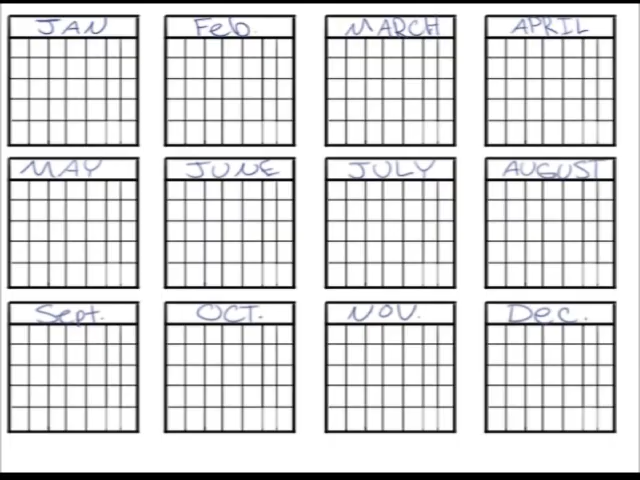 JAN Feb. MARCH APRIL
MAY JUNE JULY AUGUST
Sept. OCT. NOV. Dec.